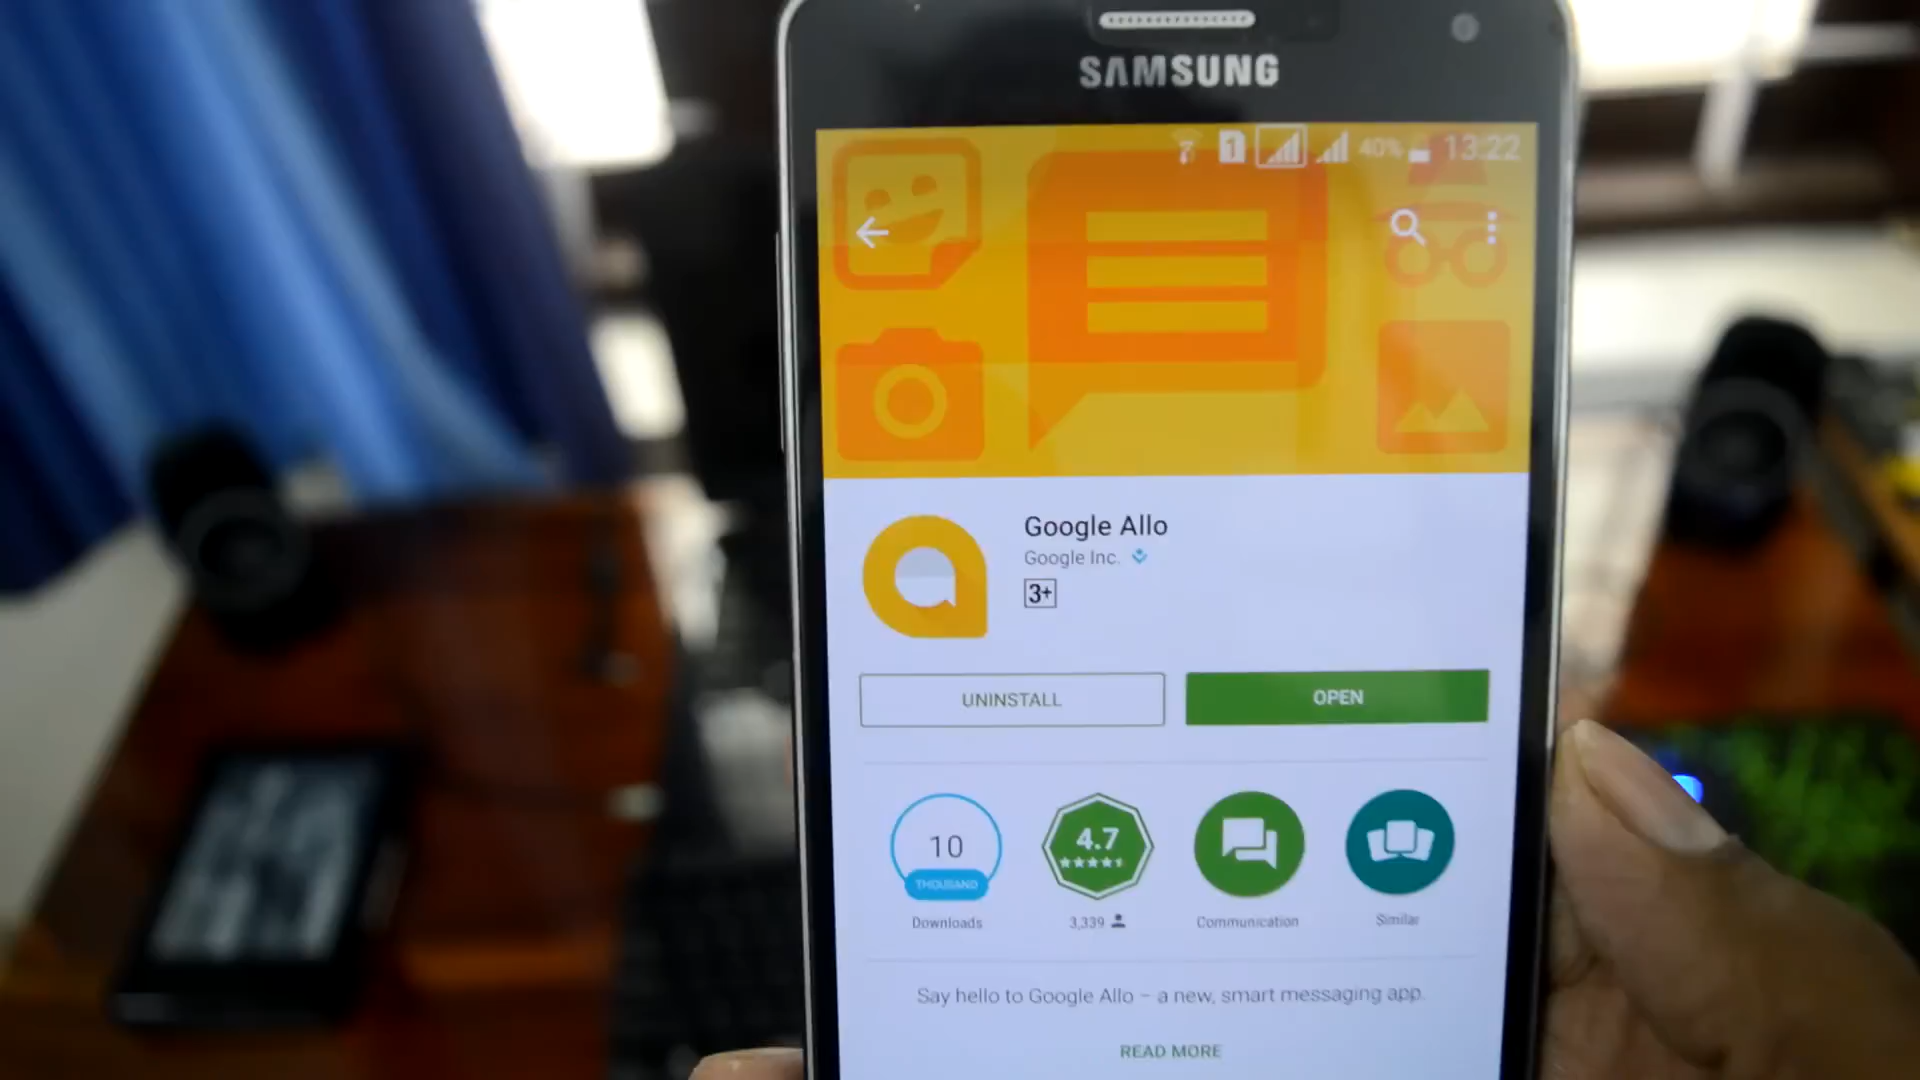 SAMSUNG
1 40% 13:22
Google Allo
Google Inc.
3+
UNINSTALL
OPEN
10
THOUSAND
Downloads
4.7
3,339
Communication
Similar
Say hello to Google Allo – a new, smart messaging app.
READ MORE